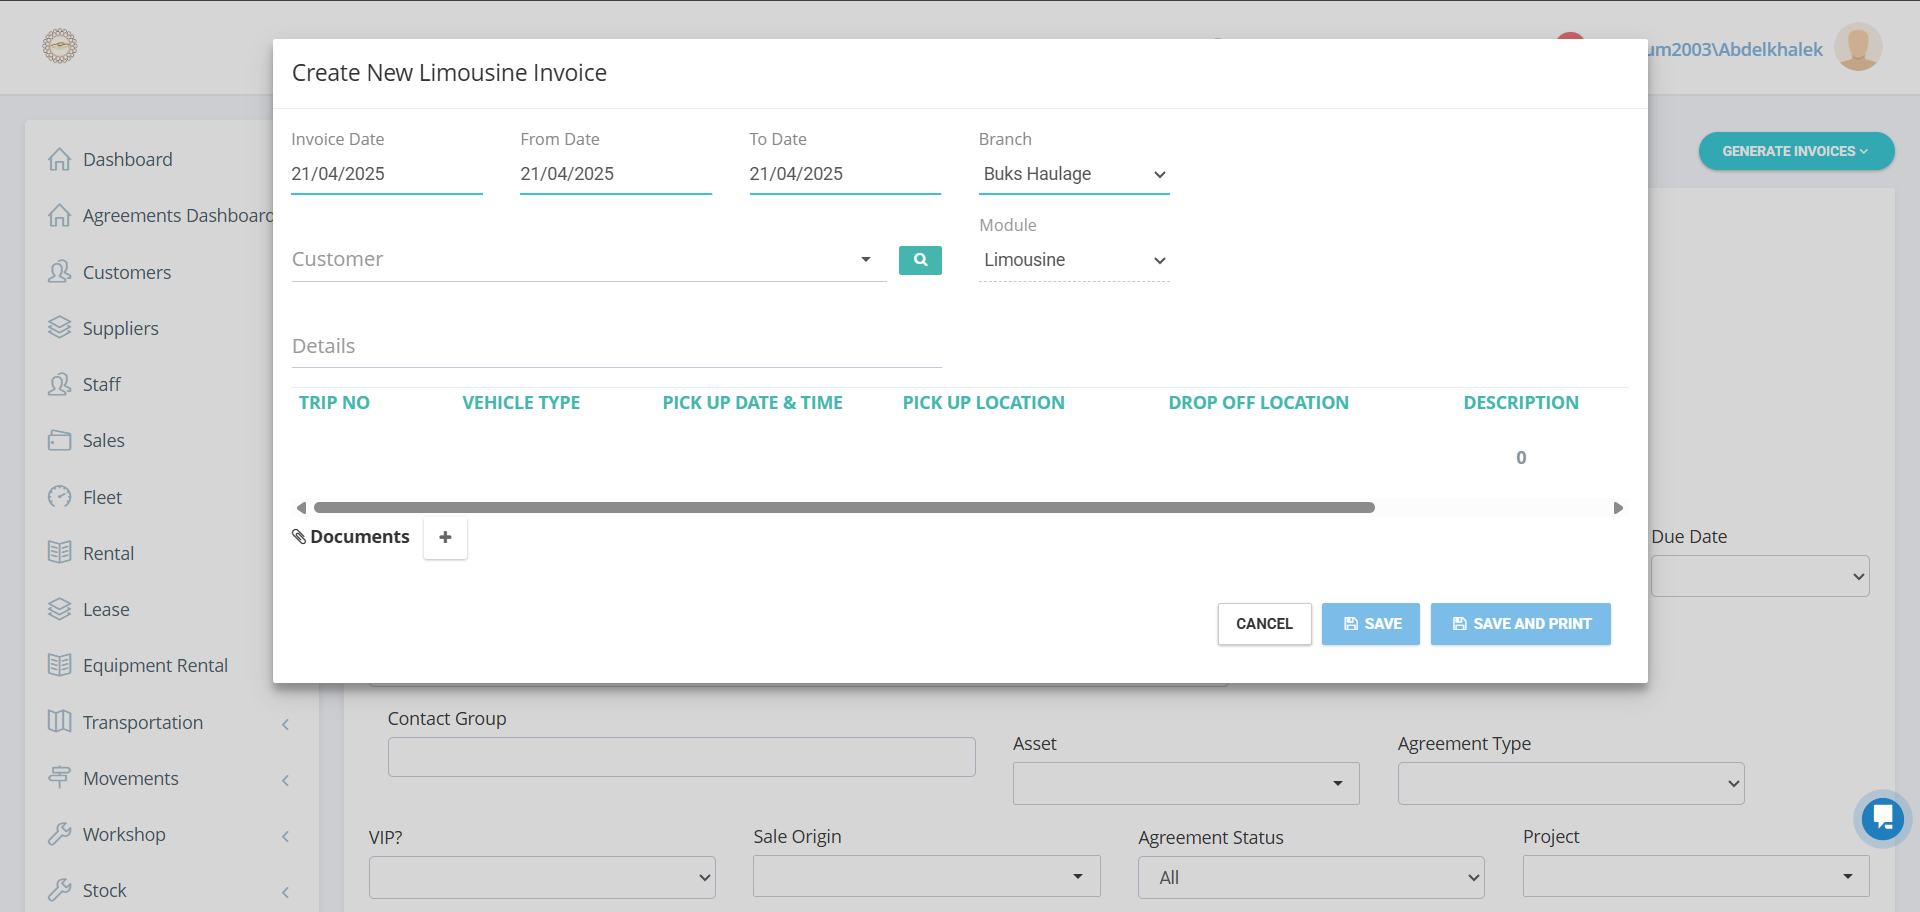 um2003\Abdelkhalek
Create New Limousine Invoice
Invoice Date
From Date
To Date
Branch
21/04/2025
21/04/2025
21/04/2025
Buks Haulage
Module
Customer
Limousine
Details
TRIP NO
VEHICLE TYPE
PICK UP DATE & TIME
PICK UP LOCATION
DROP OFF LOCATION
DESCRIPTION
0
Documents
+
CANCEL
SAVE
SAVE AND PRINT
GENERATE INVOICES
Dashboard
Agreements Dashboard
Customers
Suppliers
Staff
Sales
Fleet
Rental
Lease
Equipment Rental
Transportation
Movements
Workshop
Stock
Due Date
Contact Group
Asset
Agreement Type
VIP?
Sale Origin
Agreement Status
Project
All